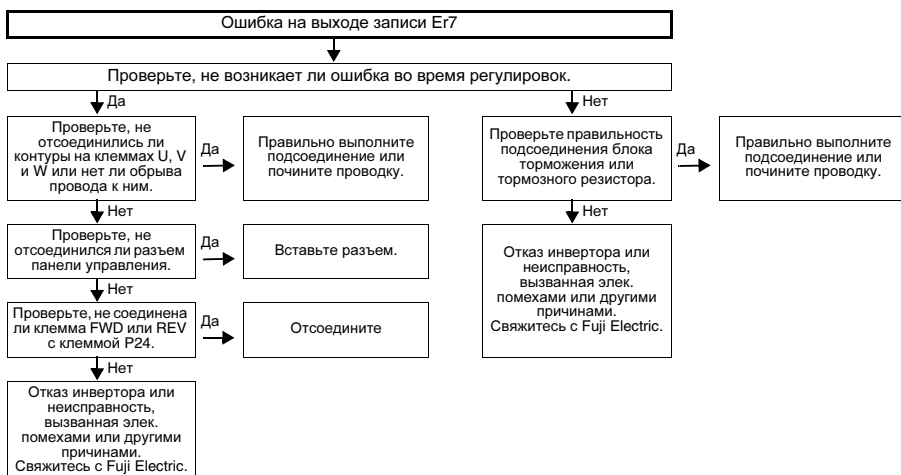 Ошибка на выходе записи Er7
Проверьте, не возникает ли ошибка во время регулировок.
Да
Нет
Проверьте, не
отсоединились ли
контуры на клеммах U, V
и W или нет ли обрыва
провода к ним.
Да
Правильно выполните
подсоединение или
почините проводку.
Проверьте правильность
подсоединения блока
торможения или
тормозного резистора.
Да
Правильно выполните
подсоединение или
почините проводку.
Нет
Нет
Проверьте, не
отсоединился ли разъем
панели управления.
Да
Вставьте разъем.
Отказ инвертора или
неисправность,
вызванная элек.
помехами или другими
причинами.
Свяжитесь с Fuji Electric.
Нет
Проверьте, не соединена
ли клемма FWD или REV
с клеммой P24.
Да
Отсоедините
Нет
Отказ инвертора или
неисправность,
вызванная элек.
помехами или другими
причинами.
Свяжитесь с Fuji Electric.